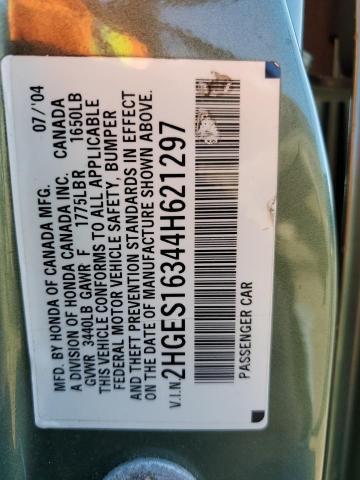 MFD. BY HONDA OF CANADA MFG. 07/'04
A DIVISION OF HONDA CANADA INC. CANADA
GVWR 3440LB GAWR F 1775LBR 1650LB
THIS VEHICLE CONFORMS TO ALL APPLICABLE
FEDERAL MOTOR VEHICLE SAFETY, BUMPER
AND THEFT PREVENTION STANDARDS IN EFFECT
ON THE DATE OF MANUFACTURE SHOWN ABOVE.
V.I.N. 2HGES16344H621297
PASSENGER CAR